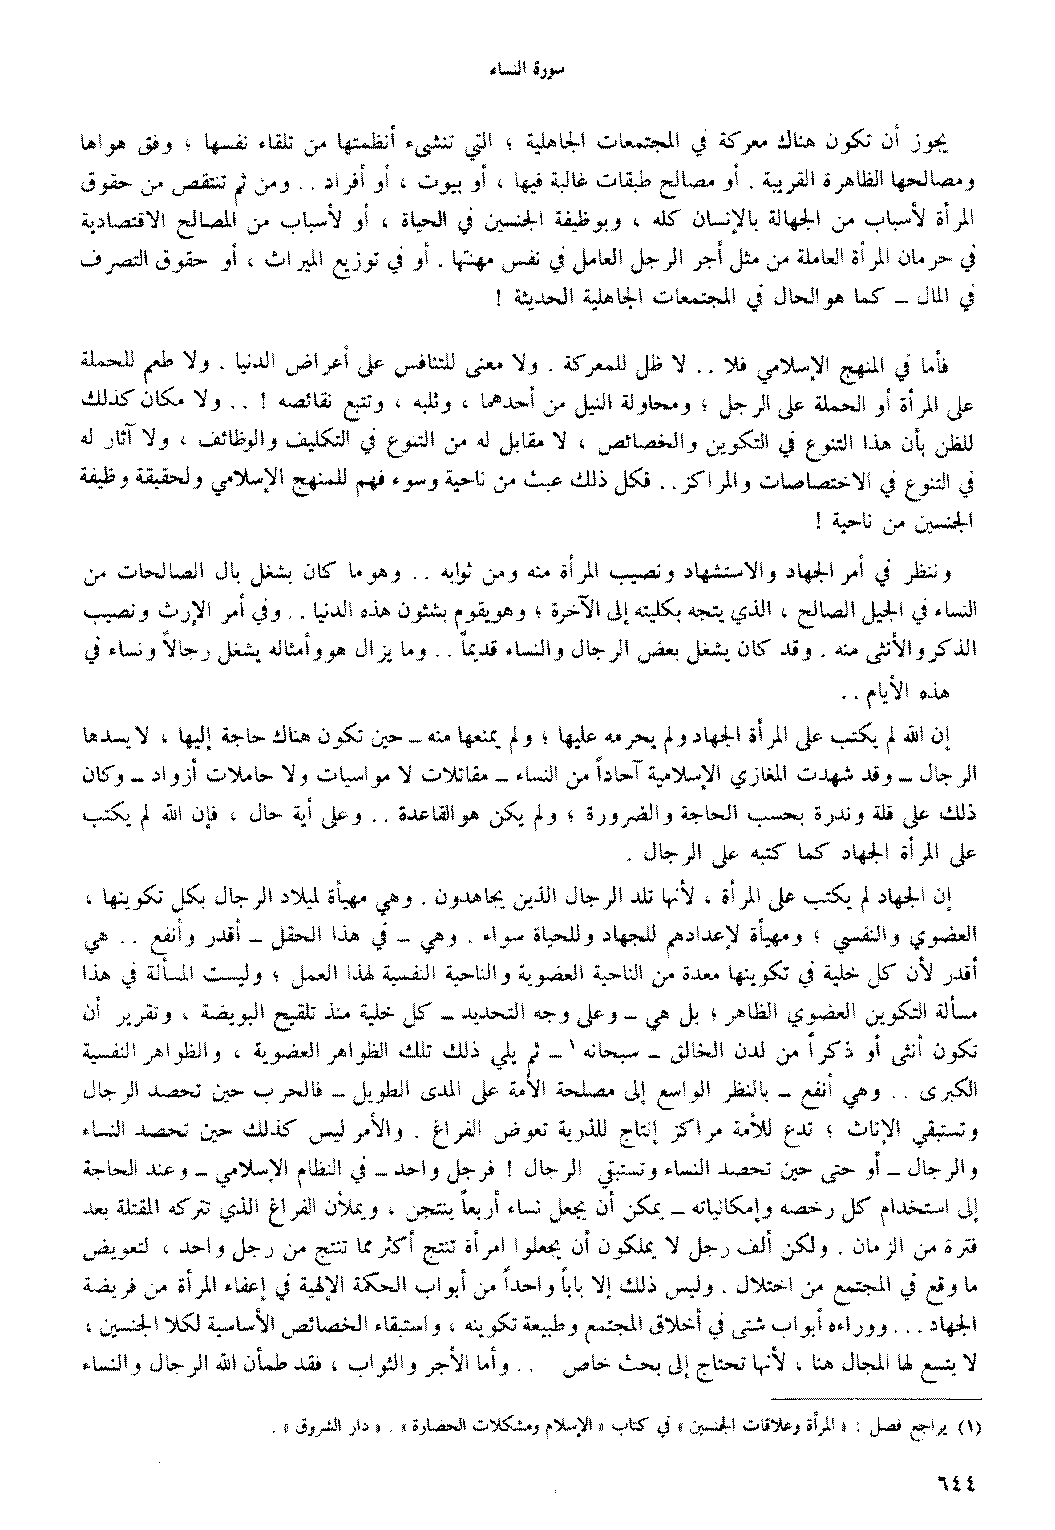 سورة النساء
يجوز أن تكون هناك معركة في المجتمعات الجاهلية ؛ التي تنشىء أنظمتها من تلقاء نفسها ؛ وفق هواها
ومصالحها الظاهرة القريبة . أو مصالح طبقات غالبة فيها ، أو بيوت ، أو أفراد . . ومن ثم تنتقص من حقوق
المرأة لأسباب من الجهالة بالإنسان كله ، وبوظيفة الجنسين في الحياة ، أو لأسباب من المصالح الاقتصادية
في حرمان المرأة العاملة من مثل أجر الرجل العامل في نفس مهنتها . أو في توزيع الميراث ، أو حقوق التصرف
في المال – كما هو الحال في المجتمعات الجاهلية الحديثة !
فأما في المنهج الإسلامي فلا . . لا ظل للمعركة . ولا معنى للتنافس على أعراض الدنيا . ولا طعم للحملة
على المرأة أو الحملة على الرجل ؛ ومحاولة النيل من أحدهما ، وثلبه ، وتتبع نقائصه ! . . ولا مكان كذلك
للظن بأن هذا التنوع في التكوين والخصائص ، لا مقابل له من التنوع في التكليف والوظائف ، ولا آثار له
في التنوع في الاختصاصات والمراكز . . فكل ذلك عبث من ناحية وسوء فهم للمنهج الإسلامي ولحقيقة وظيفة
الجنسين من ناحية !
وننظر في أمر الجهاد والاستشهاد ونصيب المرأة منه ومن ثوابه . . وهو ما كان يشغل بال الصالحات من
النساء في الجيل الصالح ، الذي يتجه بكليته إلى الآخرة ؛ وهو يقوم بشئون هذه الدنيا . . وفي أمر الإرث ونصيب
الذكر والأنثى منه . وقد كان يشغل بعض الرجال والنساء قديماً . . وما يزال هو وأمثاله يشغل رجالاً ونساء في
هذه الأيام . .
إن الله لم يكتب على المرأة الجهاد ولم يحرمه عليها ؛ ولم يمنعها منه – حين تكون هناك حاجة إليها ، لا يسدها
الرجال – وقد شهدت المغازي الإسلامية آحاداً من النساء – مقاتلات لا مواسيات ولا حاملات أزواد – وكان
ذلك على قلة وندرة بحسب الحاجة والضرورة ؛ ولم يكن هو القاعدة . . وعلى أية حال ، فإن الله لم يكتب
على المرأة الجهاد كما كتبه على الرجال .
إن الجهاد لم يكتب على المرأة ، لأنها تلد الرجال الذين يجاهدون . وهي مهيأة لميلاد الرجال بكل تكوينها ،
العضوي والنفسي ؛ ومهيأة لإعدادهم للجهاد وللحياة سواء . وهي – في هذا الحقل – أقدر وأنفع . . هي
أقدر لأن كل خلية في تكوينها معدة من الناحية العضوية والناحية النفسية لهذا العمل ؛ وليست المسألة في هذا
مسألة التكوين العضوي الظاهر ؛ بل هي – وعلى وجه التحديد – كل خلية منذ تلقيح البويضة ، وتقرير أن
تكون أنثى أو ذكراً من لدن الخالق – سبحانه ١ – ثم يلي ذلك تلك الظواهر العضوية ، والظواهر النفسية
الكبرى . . وهي أنفع – بالنظر الواسع إلى مصلحة الأمة على المدى الطويل – فالحرب حين تحصد الرجال
وتستبقي الإناث ؛ تدع للأمة مراكز إنتاج للذرية تعوض الفراغ . والأمر ليس كذلك حين تحصد النساء
والرجال – أو حتى حين تحصد النساء وتستبقي الرجال ! فرجل واحد – في النظام الإسلامي – وعند الحاجة
إلى استخدام كل رخصه وإمكانياته – يمكن أن يجعل نساء أربعاً ينتجن ، ويملأن الفراغ الذي تتركه المقتلة بعد
فترة من الزمان . ولكن ألف رجل لا يملكون أن يجعلوا امرأة تنتج أكثر مما تنتج من رجل واحد ، لتعويض
ما وقع في المجتمع من اختلال . وليس ذلك إلا باباً واحداً من أبواب الحكمة الإلهية في إعفاء المرأة من فريضة
الجهاد . . . ووراءه أبواب شتى في أخلاق المجتمع وطبيعة تكوينه ، واستبقاء الخصائص الأساسية لكلا الجنسين ،
لا يتسع لها المجال هنا ، لأنها تحتاج إلى بحث خاص . . وأما الأجر والثواب ، فقد طمأن الله الرجال والنساء
(١) يراجع فصل : « المرأة وعلاقات الجنسين » في كتاب « الإسلام ومشكلات الحضارة » . « دار الشروق » .
٦٤٤